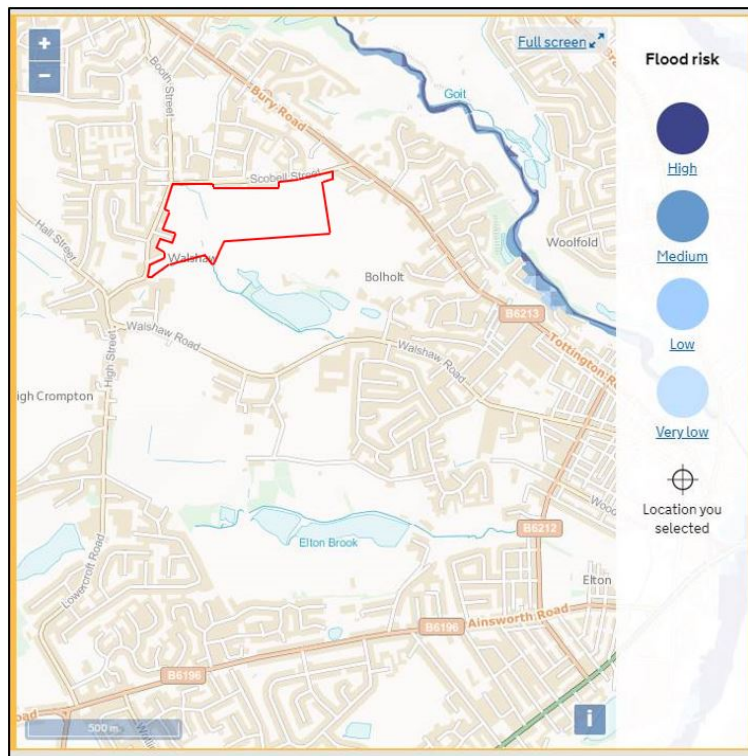 +
−
Full screen
Flood risk
Goit
Booth Street
Bury Road
High
Scobell Street
Hall Street
Woolfold
Walshaw
Medium
Bolholt
B6213
Walshaw Road
Tottington
High Street
Walshaw Road
Low
igh Crompton
Very low
Location you
selected
B6212
Elton Brook
Elton
Lowercroft Road
Ainsworth Road
B6196
B6196
oad
500 m
i